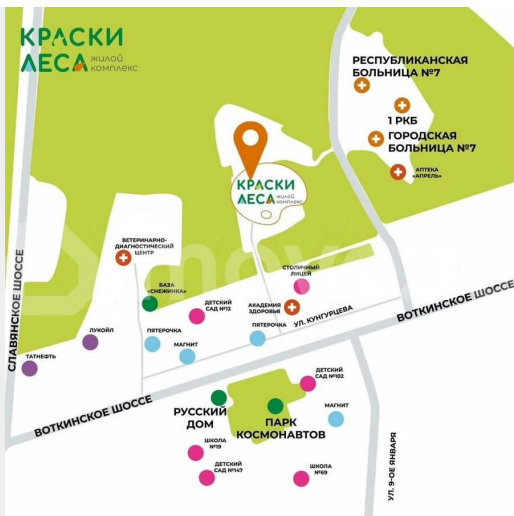 КРАСКИ
ЛЕСА жилой
комплекс
РЕСПУБЛИКАНСКАЯ
БОЛЬНИЦА №7
1 РКБ
ГОРОДСКАЯ
БОЛЬНИЦА №7
АПТЕКА
«АПРЕЛЬ»
КРАСКИ
ЛЕСА жилой
комплекс
ВЕТЕРИНАРНО-
ДИАГНОСТИЧЕСКИЙ
ЦЕНТР
СТОЛИЧНЫЙ
ЛИЦЕЙ
БАЗА
«СНЕЖИНКА»
ДЕТСКИЙ
САД №12
АКАДЕМИЯ
ЗДОРОВЬЯ
УЛ. КУНГУРЦЕВА
ВОТКИНСКОЕ ШОССЕ
СЛАВЯНСКОЕ ШОССЕ
ЛУКОЙЛ
ПЯТЕРОЧКА
МАГНИТ
ПЯТЕРОЧКА
ТАТНЕФТЬ
ДЕТСКИЙ
САД №102
ВОТКИНСКОЕ ШОССЕ
РУССКИЙ
ДОМ
ПАРК
КОСМОНАВТОВ
МАГНИТ
ШКОЛА
№19
ДЕТСКИЙ
САД №147
ШКОЛА
№69
УЛ. 9-ОЕ ЯНВАРЯ